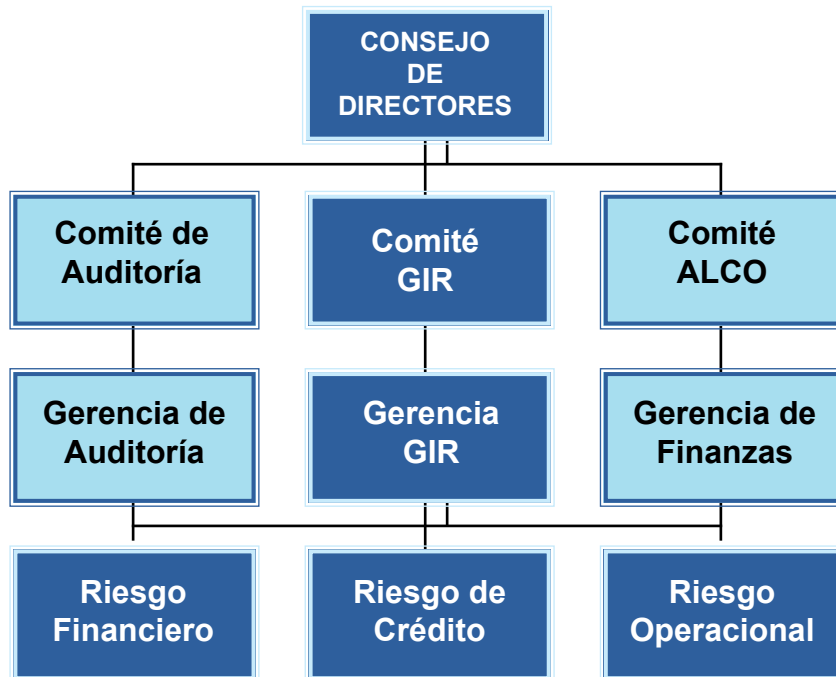 CONSEJO
DE
DIRECTORES
Comité de
Auditoría
Comité
GIR
Comité
ALCO
Gerencia de
Auditoría
Gerencia
GIR
Gerencia de
Finanzas
Riesgo
Financiero
Riesgo de
Crédito
Riesgo
Operacional